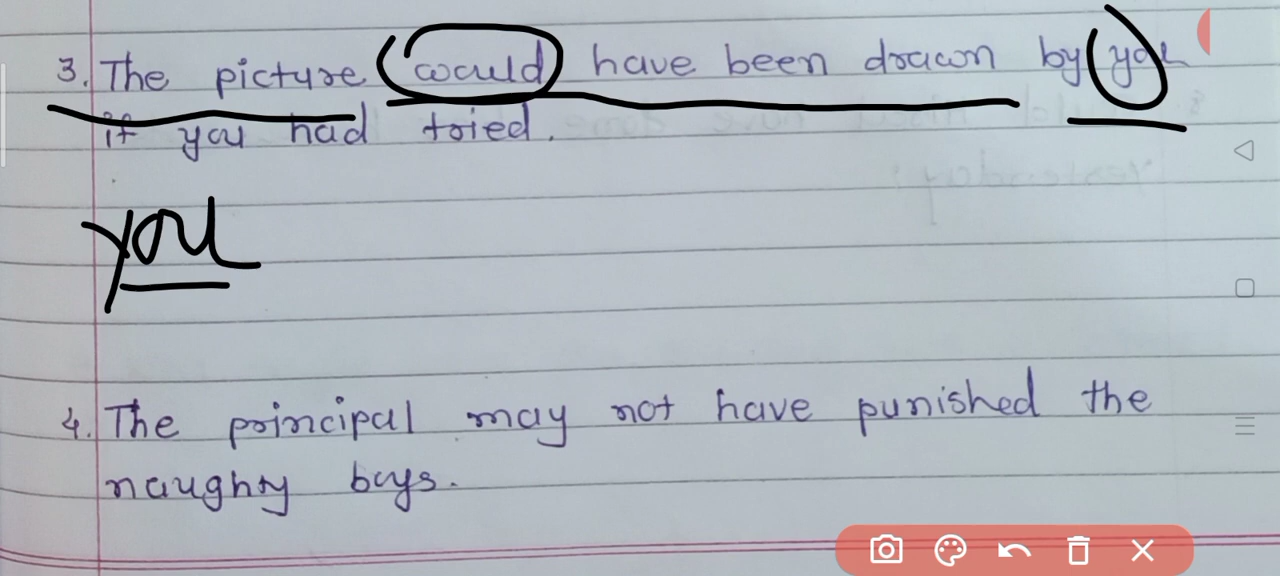 3. The picture would have been drawn by you
if you had tried.
you
4. The principal may not have punished the
naughty boys.